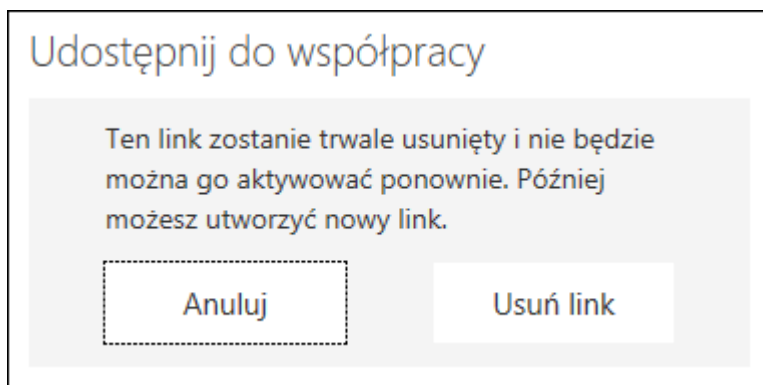 Udostępnij do współpracy
Ten link zostanie trwale usunięty i nie będzie
można go aktywować ponownie. Później
możesz utworzyć nowy link.
Anuluj
Usuń link